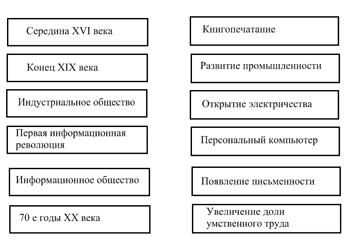 Середина XVI века
Конец XIX века
Индустриальное общество
Первая информационная
революция
Информационное общество
70 е годы XX века
Книгопечатание
Развитие промышленности
Открытие электричества
Персональный компьютер
Появление письменности
Увеличение доли
умственного труда